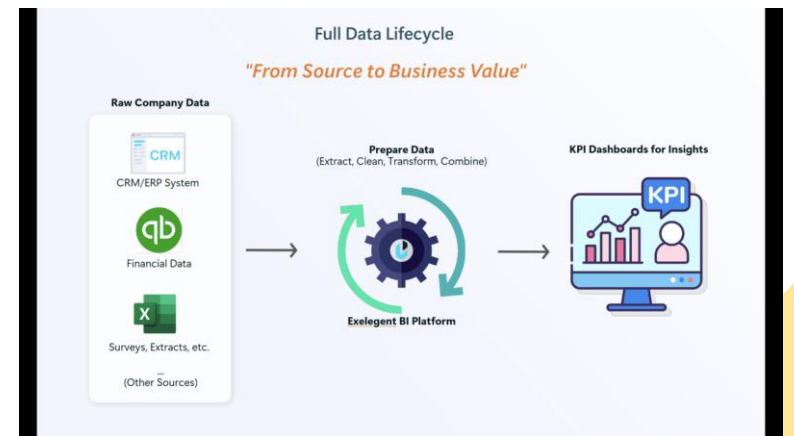 Full Data Lifecycle
"From Source to Business Value"
Raw Company Data
CRM
CRM/ERP System
qb
Financial Data
X
Surveys, Extracts, etc.
...
(Other Sources)
Prepare Data
(Extract, Clean, Transform, Combine)
Exelegent BI Platform
KPI Dashboards for Insights
KPI